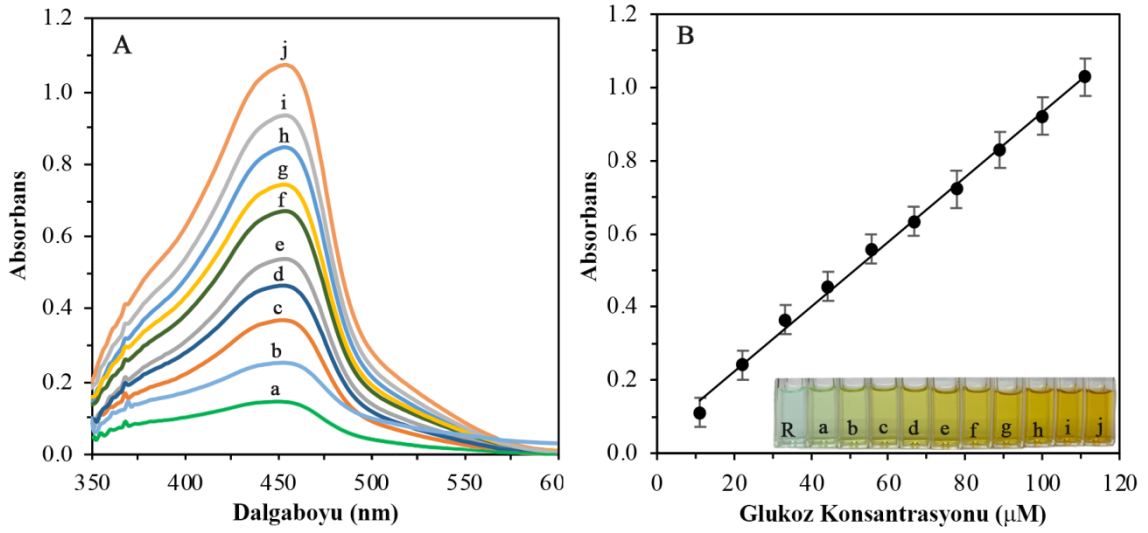 A
Absorbans
1.2
1.0
0.8
0.6
0.4
0.2
0.0
j
i
h
g
f
e
d
c
b
a
350
400
450
500
550
60
Dalgaboyu (nm)
B
Absorbans
1.2
1.0
0.8
0.6
0.4
0.2
0.0
R a b c d e f g h i j
0 20 40 60 80 100 120
Glukoz Konsantrasyonu (μM)